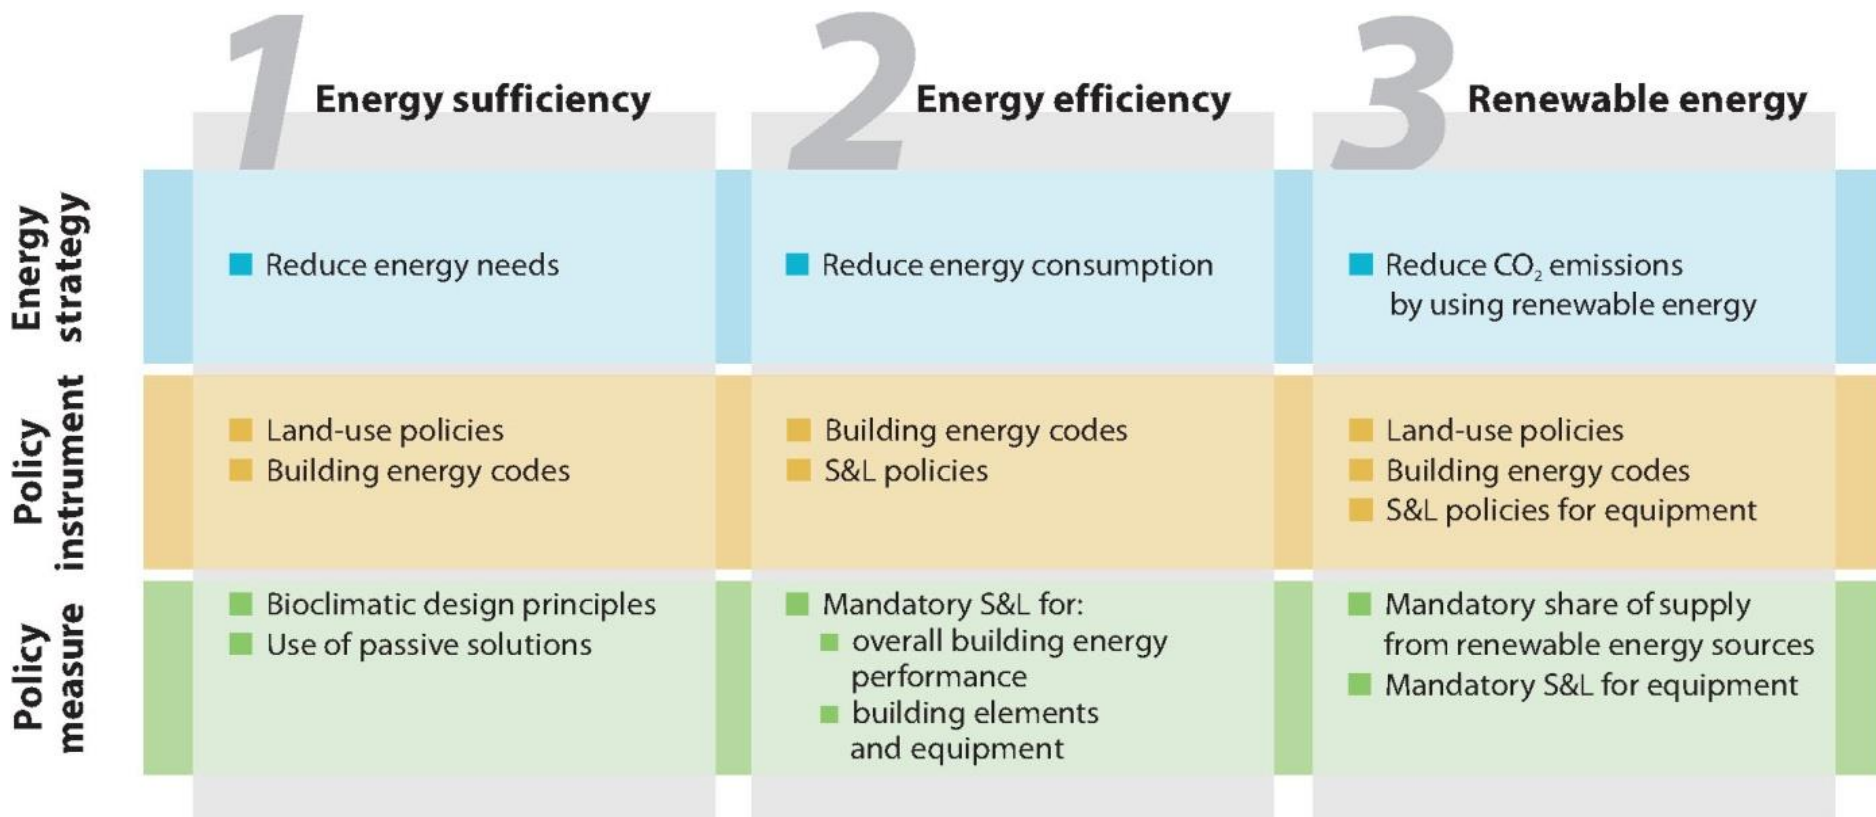 1 Energy sufficiency
2 Energy efficiency
3 Renewable energy
Energy
strategy
Reduce energy needs
Reduce energy consumption
Reduce CO₂ emissions
by using renewable energy
Policy
instrument
Land-use policies
Building energy codes
Building energy codes
S&L policies
Land-use policies
Building energy codes
S&L policies for equipment
Policy
measure
Bioclimatic design principles
Use of passive solutions
Mandatory S&L for:
overall building energy
performance
building elements
and equipment
Mandatory share of supply
from renewable energy sources
Mandatory S&L for equipment